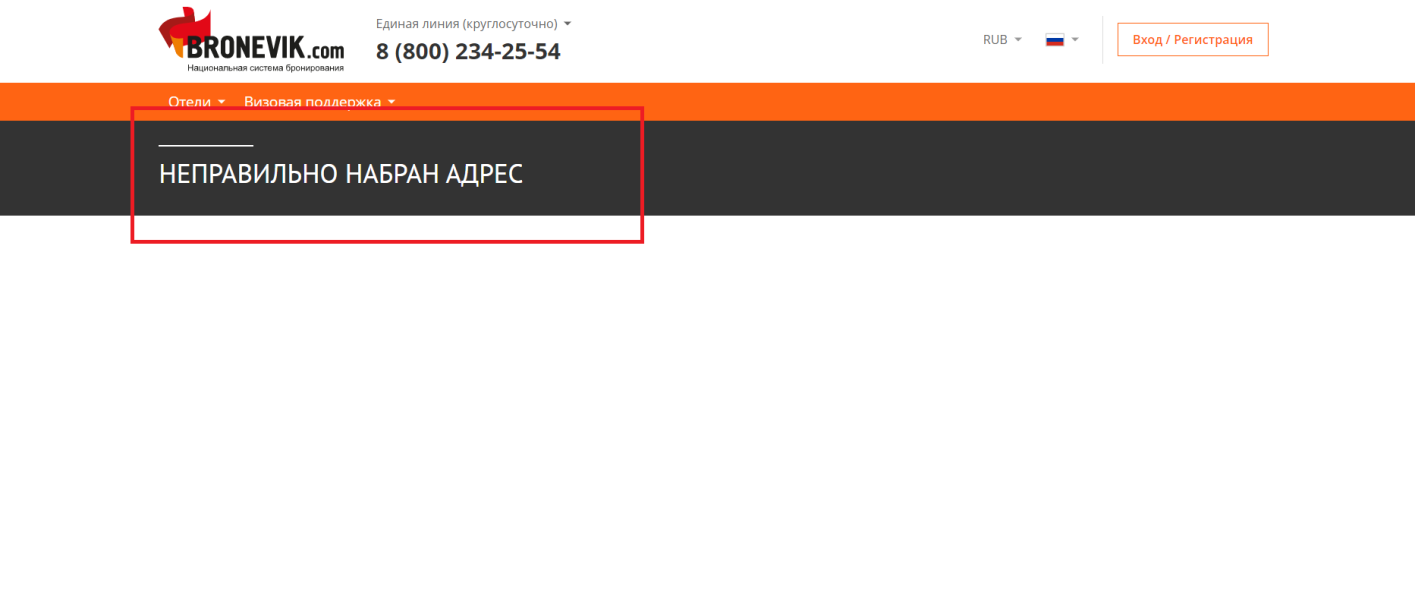 BRONEVIK.com
Национальная система бронирования
Единая линия (круглосуточно)
8 (800) 234-25-54
RUB
Вход / Регистрация
Отели
Визовая поддержка
НЕПРАВИЛЬНО НАБРАН АДРЕС